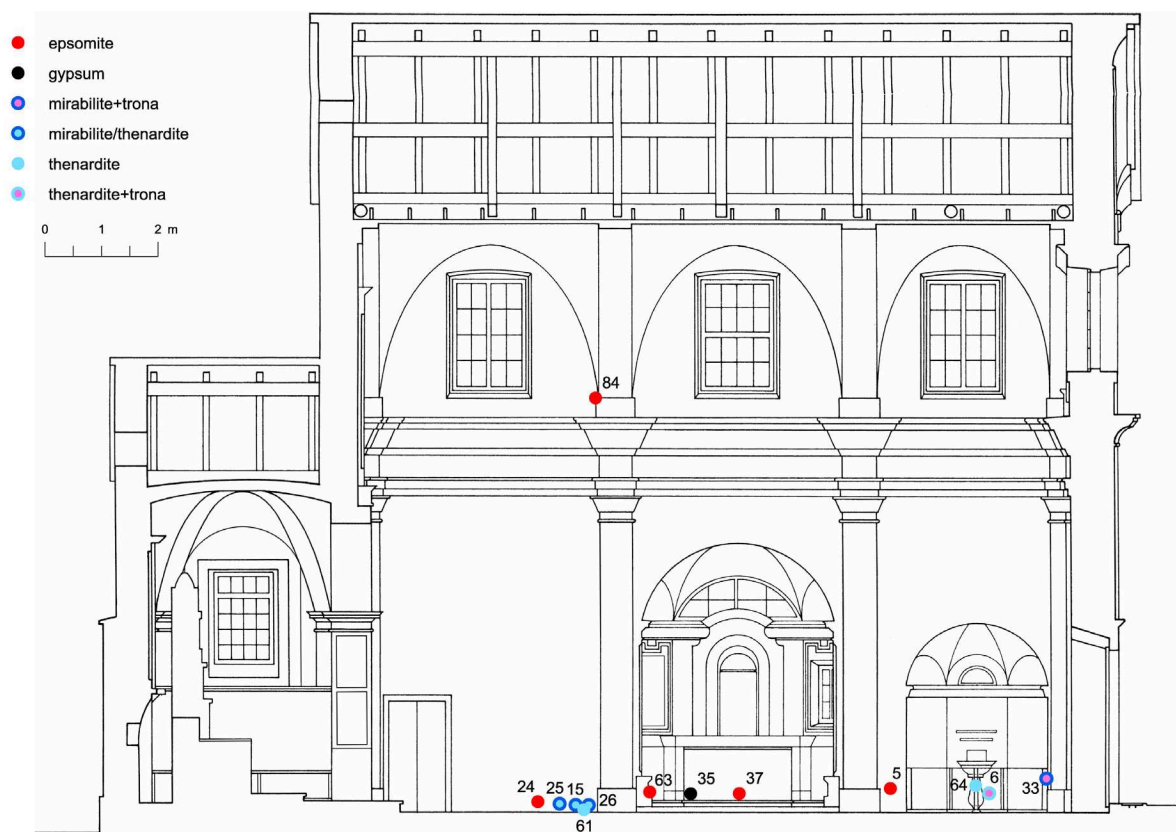 epsomite
gypsum
mirabilite+trona
mirabilite/thenardite
thenardite
thenardite+trona
0 1 2 m
84
24 25 15 26 63 35 37 5 64 6 33
61